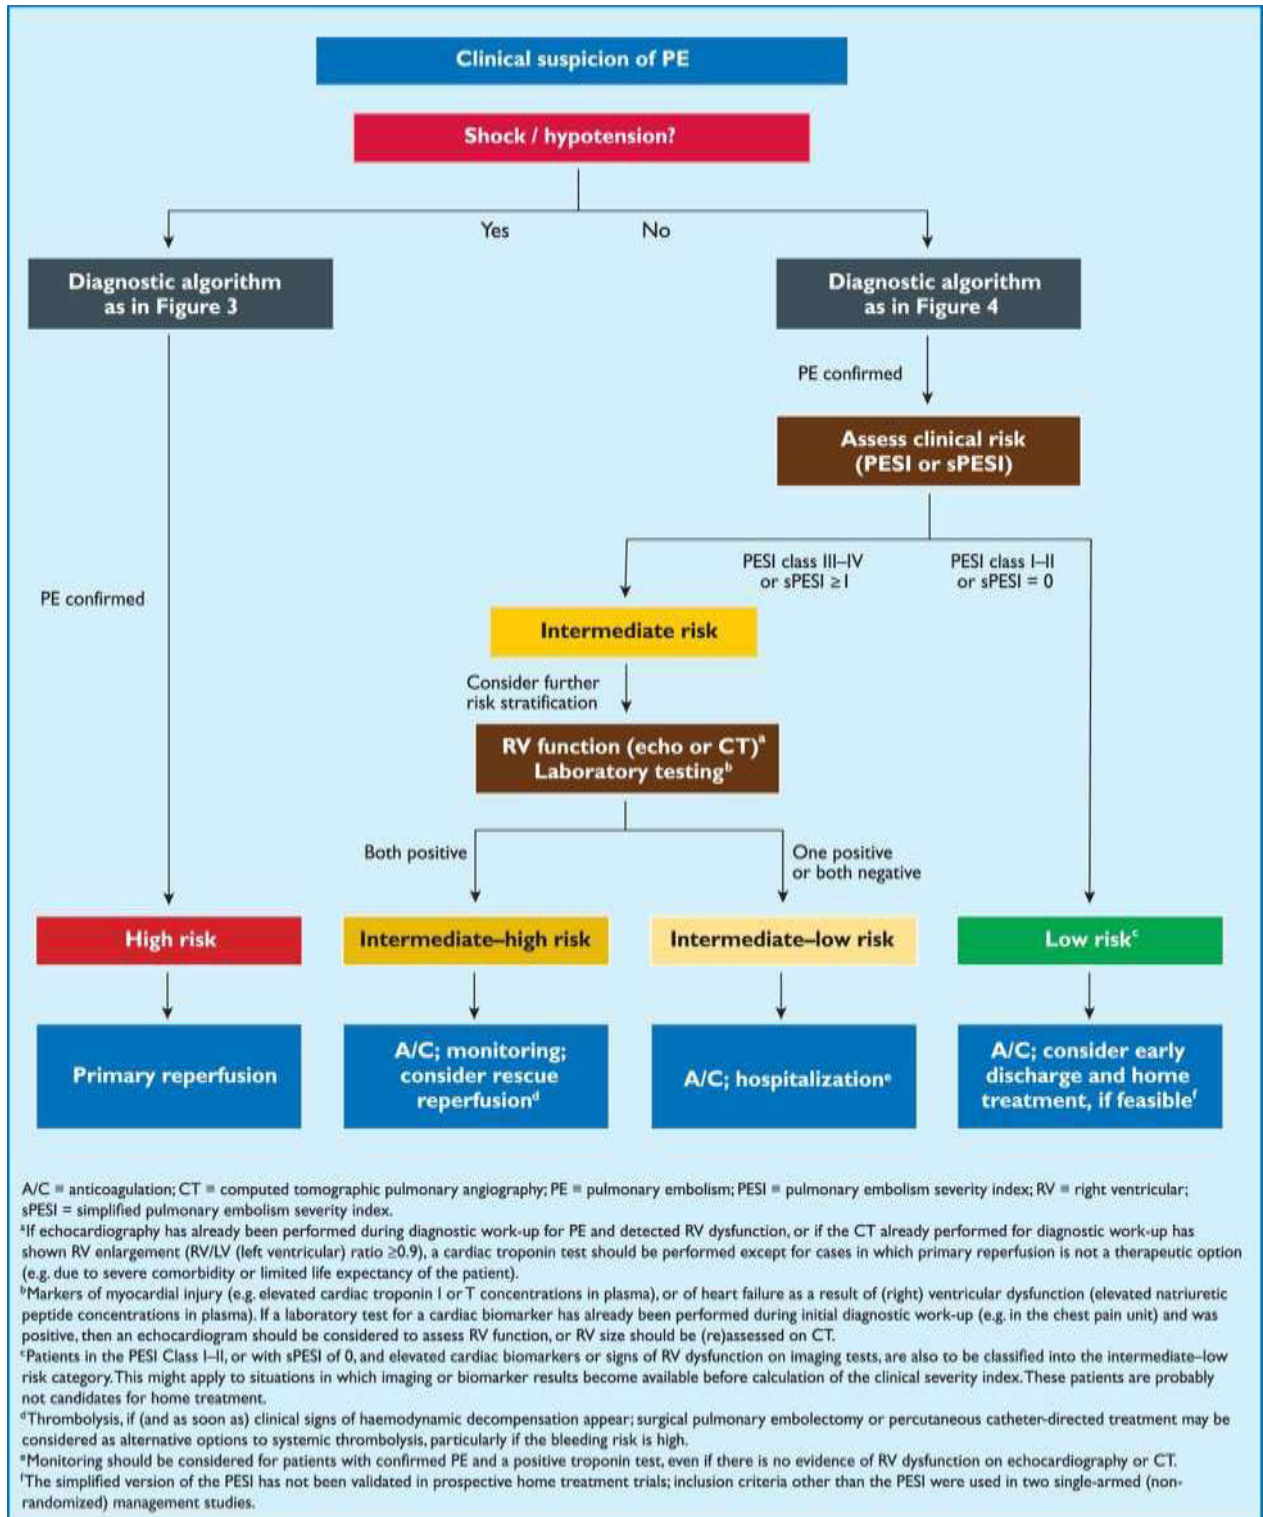 Clinical suspicion of PE
Shock / hypotension?
Yes
No
Diagnostic algorithm
as in Figure 3
Diagnostic algorithm
as in Figure 4
PE confirmed
Assess clinical risk
(PESI or sPESI)
PESI class III–IV
or sPESI ≥1
PESI class I–II
or sPESI = 0
PE confirmed
Intermediate risk
Consider further
risk stratification
RV function (echo or CT)ᵃ
Laboratory testingᵇ
Both positive
One positive
or both negative
High risk
Intermediate–high risk
Intermediate–low risk
Low riskᶜ
Primary reperfusion
A/C; monitoring;
consider rescue
reperfusionᵈ
A/C; hospitalizationᵉ
A/C; consider early
discharge and home
treatment, if feasibleᶠ
A/C = anticoagulation; CT = computed tomographic pulmonary angiography; PE = pulmonary embolism; PESI = pulmonary embolism severity index; RV = right ventricular;
sPESI = simplified pulmonary embolism severity index.
ᵃIf echocardiography has already been performed during diagnostic work-up for PE and detected RV dysfunction, or if the CT already performed for diagnostic work-up has
shown RV enlargement (RV/LV (left ventricular) ratio ≥0.9), a cardiac troponin test should be performed except for cases in which primary reperfusion is not a therapeutic option
(e.g. due to severe comorbidity or limited life expectancy of the patient).
ᵇMarkers of myocardial injury (e.g. elevated cardiac troponin I or T concentrations in plasma), or of heart failure as a result of (right) ventricular dysfunction (elevated natriuretic
peptide concentrations in plasma). If a laboratory test for a cardiac biomarker has already been performed during initial diagnostic work-up (e.g. in the chest pain unit) and was
positive, then an echocardiogram should be considered to assess RV function, or RV size should be (re)assessed on CT.
ᶜPatients in the PESI Class I–II, or with sPESI of 0, and elevated cardiac biomarkers or signs of RV dysfunction on imaging tests, are also to be classified into the intermediate–low
risk category. This might apply to situations in which imaging or biomarker results become available before calculation of the clinical severity index. These patients are probably
not candidates for home treatment.
ᵈThrombolysis, if (and as soon as) clinical signs of haemodynamic decompensation appear; surgical pulmonary embolectomy or percutaneous catheter-directed treatment may be
considered as alternative options to systemic thrombolysis, particularly if the bleeding risk is high.
ᵉMonitoring should be considered for patients with confirmed PE and a positive troponin test, even if there is no evidence of RV dysfunction on echocardiography or CT.
ᶠThe simplified version of the PESI has not been validated in prospective home treatment trials; inclusion criteria other than the PESI were used in two single-armed (non-
randomized) management studies.